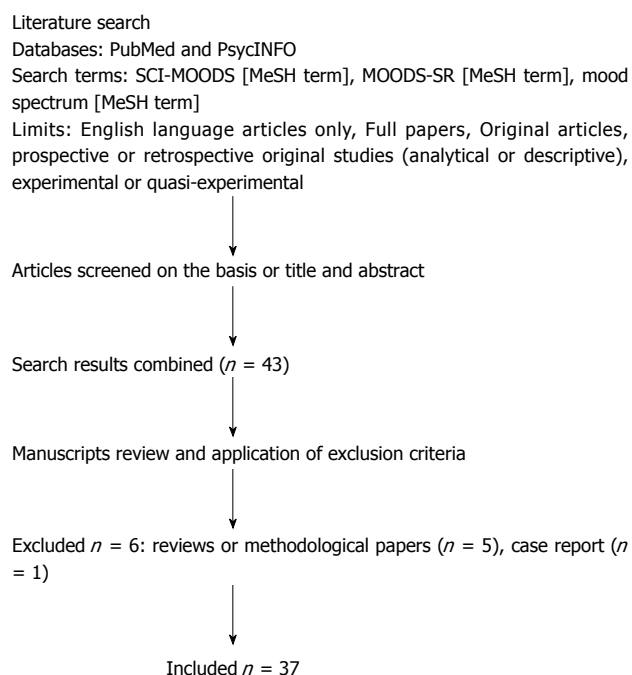 Literature search
Databases: PubMed and PsycINFO
Search terms: SCI-MOODS [MeSH term], MOODS-SR [MeSH term], mood
spectrum [MeSH term]
Limits: English language articles only, Full papers, Original articles,
prospective or retrospective original studies (analytical or descriptive),
experimental or quasi-experimental
Articles screened on the basis or title and abstract
Search results combined (n = 43)
Manuscripts review and application of exclusion criteria
Excluded n = 6: reviews or methodological papers (n = 5), case report (n
= 1)
Included n = 37